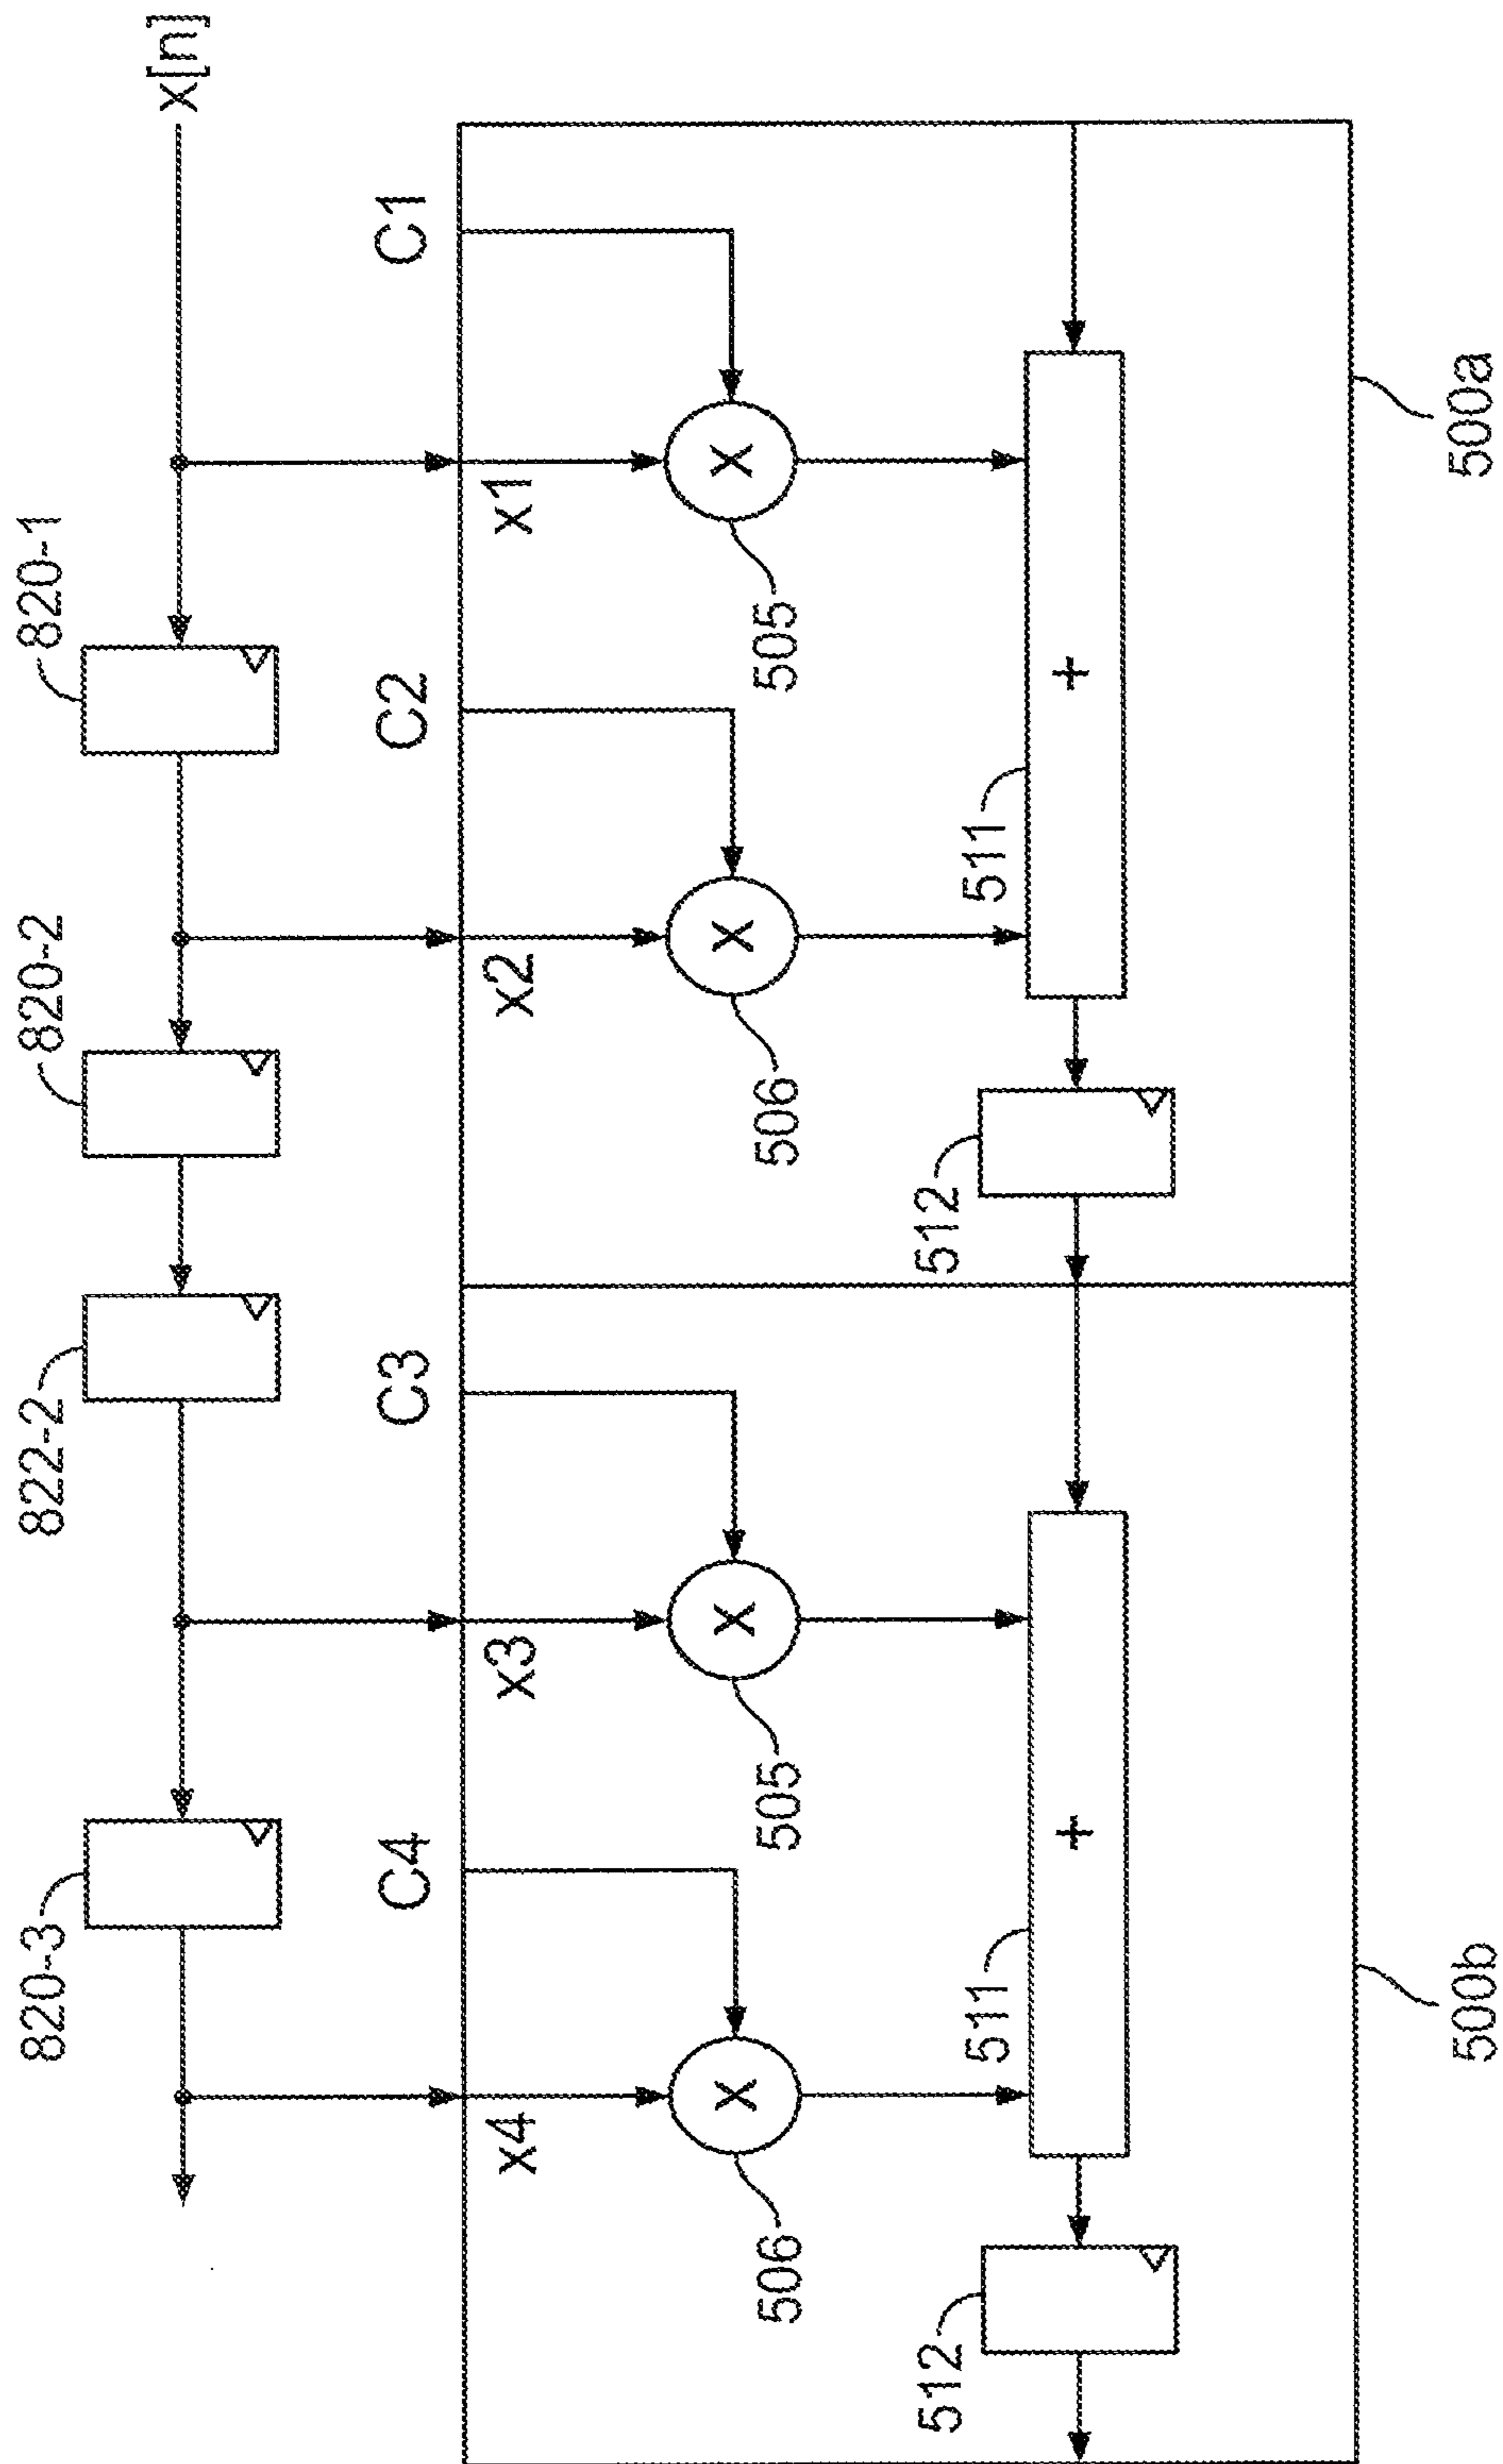 x[n]
820-1
820-2
822-2
820-3
C1
C2
C3
C4
x1
x2
x3
x4
X
X
X
X
505
506
505
506
511
511
+
+
512
512
500a
500b